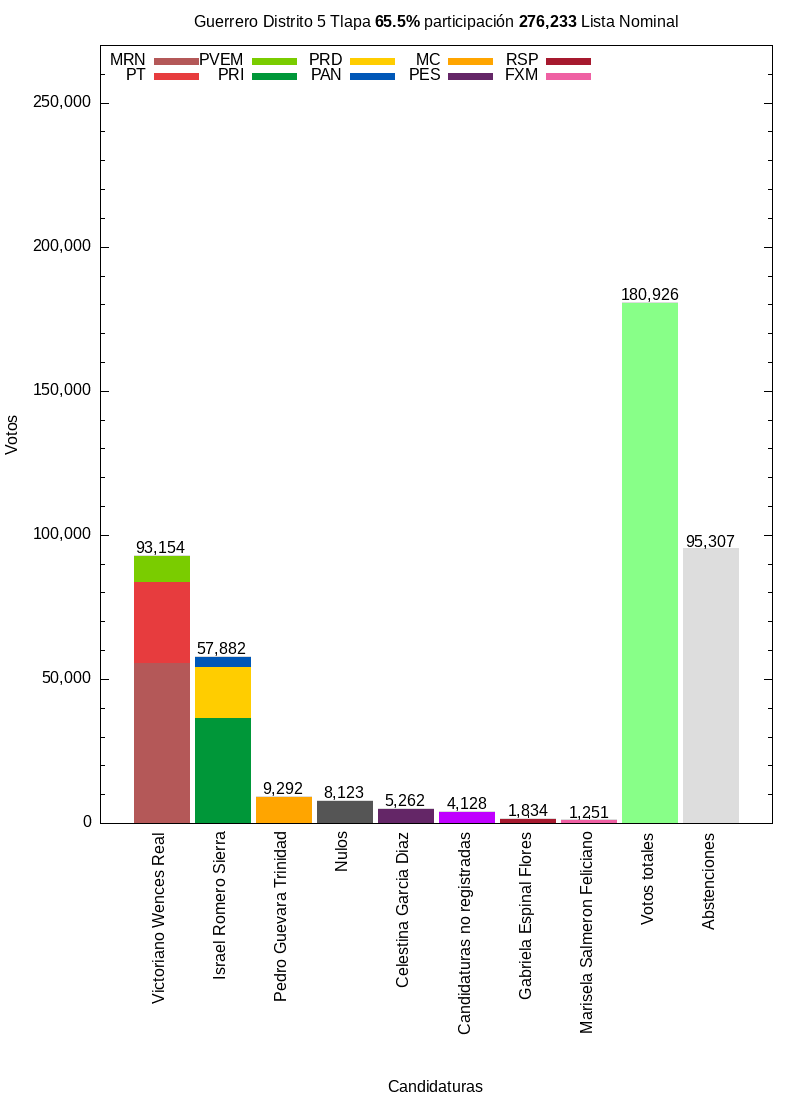 Guerrero Distrito 5 Tlapa 65.5% participación 276,233 Lista Nominal
MRN PVEM PRD MC RSP
PT PRI PAN PES FXM
250,000
200,000
150,000
100,000
50,000
0
Votos
93,154
57,882
9,292
8,123
5,262
4,128
1,834
1,251
180,926
95,307
Victoriano Wences Real
Israel Romero Sierra
Pedro Guevara Trinidad
Nulos
Celestina Garcia Diaz
Candidaturas no registradas
Gabriela Espinal Flores
Marisela Salmeron Feliciano
Votos totales
Abstenciones
Candidaturas